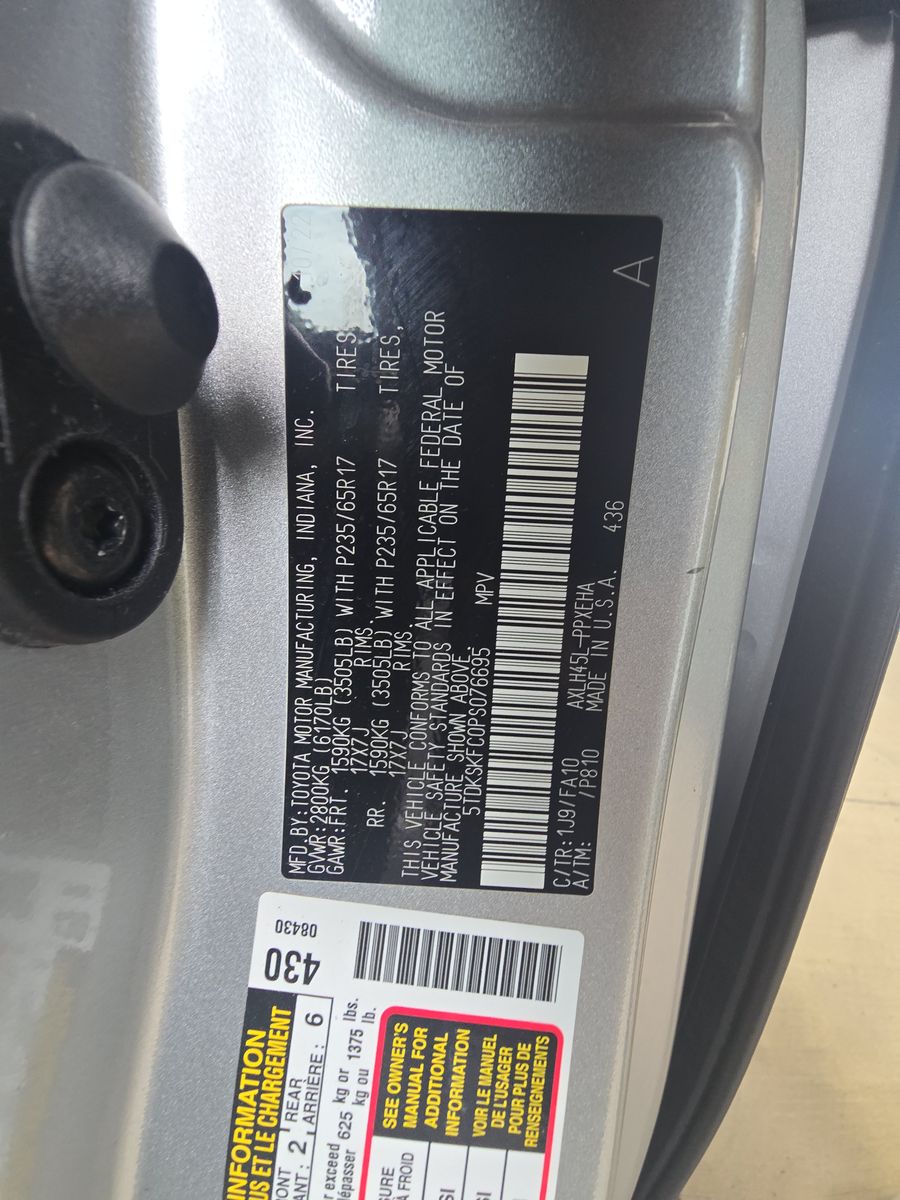 MFD.BY:TOYOTA MOTOR MANUFACTURING, INDIANA, INC.
GVWR:2800KG (6170LB)
GAWR:FRT. 1590KG (3505LB) WITH P235/65R17 TIRES,
17X7J RIMS,
RR. 1590KG (3505LB) WITH P235/65R17 TIRES,
17X7J RIMS
THIS VEHICLE CONFORMS TO ALL APPLICABLE FEDERAL MOTOR
VEHICLE SAFETY STANDARDS IN EFFECT ON THE DATE OF
MANUFACTURE SHOWN ABOVE.
5TDKSKFC0PS076695 MPV
C/TR:1J9/FA10 AXLH45L-PPXEHA
A/TM: /P810 MADE IN U.S.A. 436
A
430
08430
INFORMATION
US ET LE CHARGEMENT
2 REAR 6
ANT: ARRIÈRE:
r exceed 625 kg or 1375 lbs.
dépasser kg ou lb.
SEE OWNER'S
MANUAL FOR
ADDITIONAL
INFORMATION
VOIR LE MANUEL
DE L'USAGER
POUR PLUS DE
RENSEIGNEMENTS
À FROID